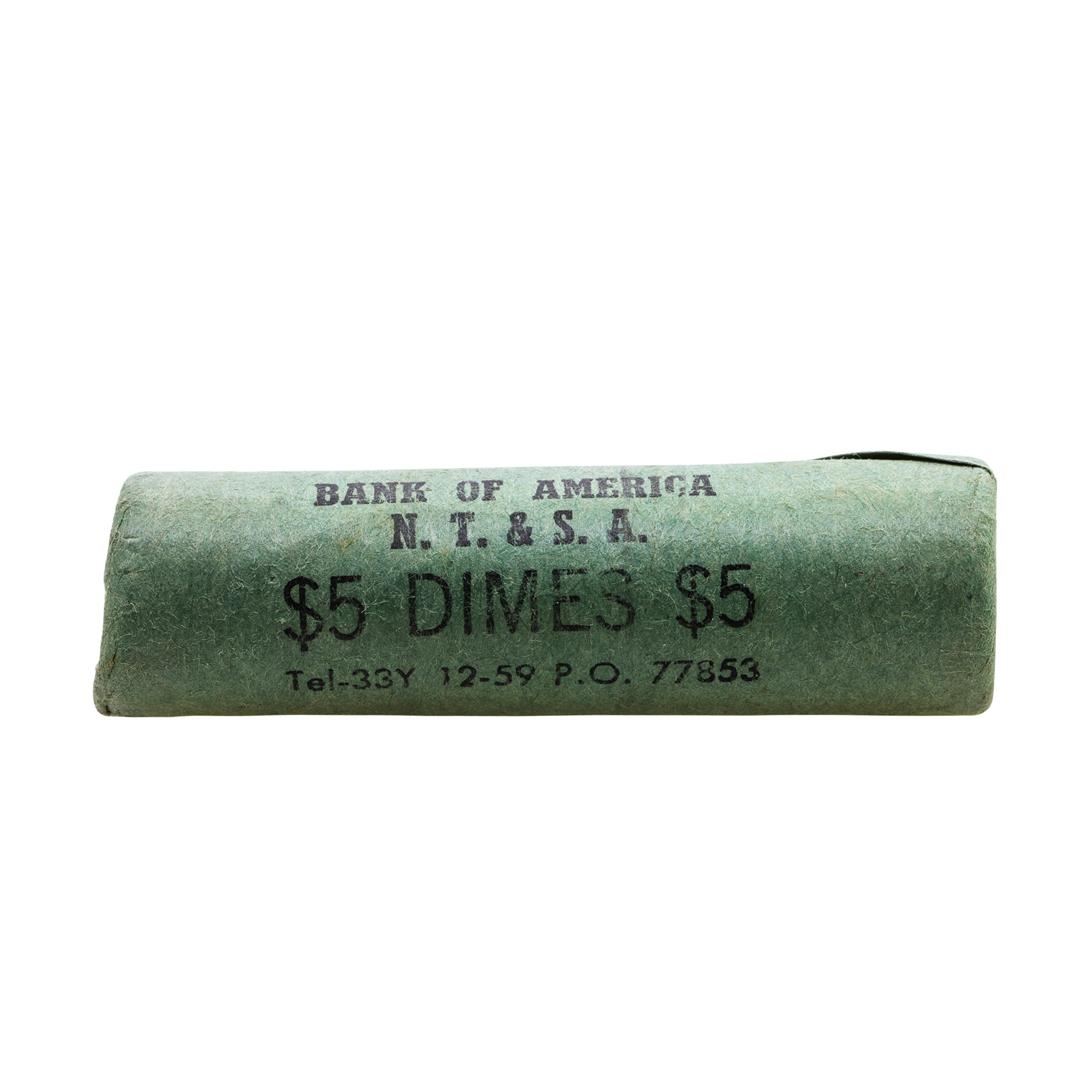 BANK OF AMERICA
N. T. & S. A.
$5 DIMES $5
Tel-33Y 12-59 P.O. 77853